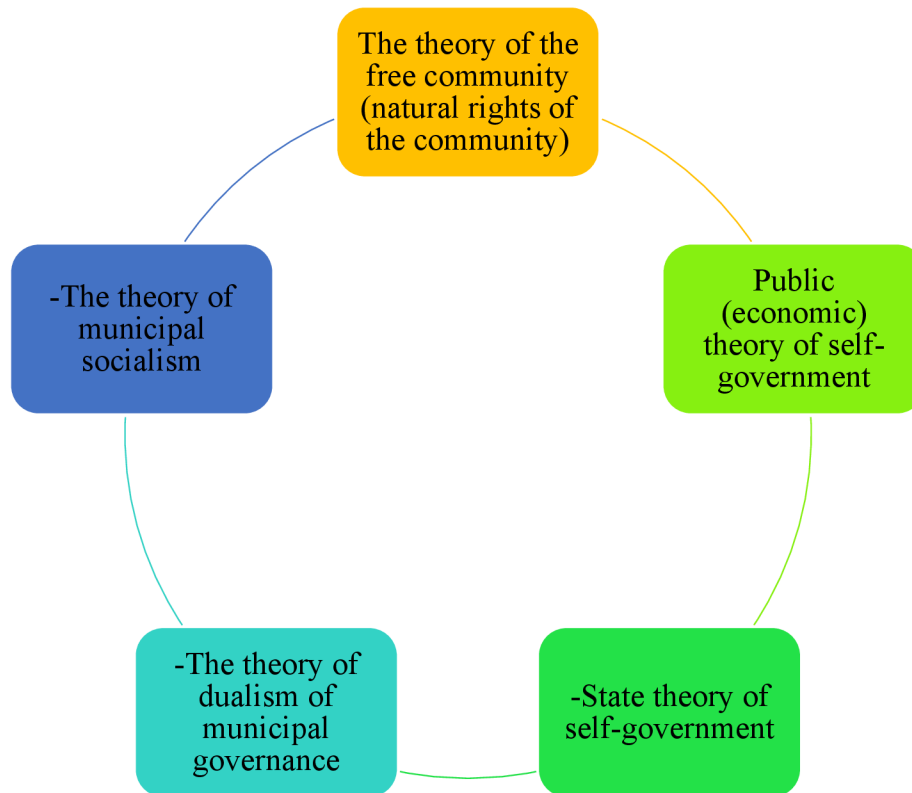 The theory of the
free community
(natural rights of
the community)
Public
(economic)
theory of self-
government
-State theory of
self-government
-The theory of
dualism of
municipal
governance
-The theory of
municipal
socialism